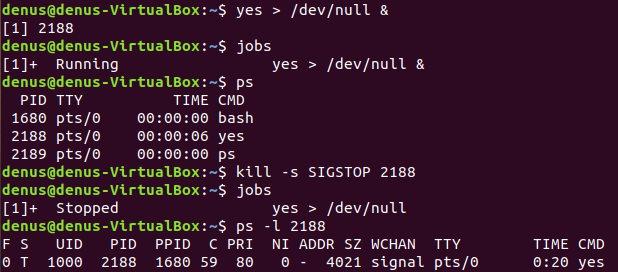 denus@denus-VirtualBox:~$ yes > /dev/null &
[1] 2188
denus@denus-VirtualBox:~$ jobs
[1]+  Running                 yes > /dev/null &
denus@denus-VirtualBox:~$ ps
  PID TTY          TIME CMD
 1680 pts/0    00:00:00 bash
 2188 pts/0    00:00:06 yes
 2189 pts/0    00:00:00 ps
denus@denus-VirtualBox:~$ kill -s SIGSTOP 2188
denus@denus-VirtualBox:~$ jobs
[1]+  Stopped                 yes > /dev/null
denus@denus-VirtualBox:~$ ps -l 2188
F S   UID   PID  PPID  C PRI  NI ADDR SZ WCHAN  TTY        TIME CMD
0 T  1000  2188  1680 59  80   0 -  4021 signal pts/0      0:20 yes